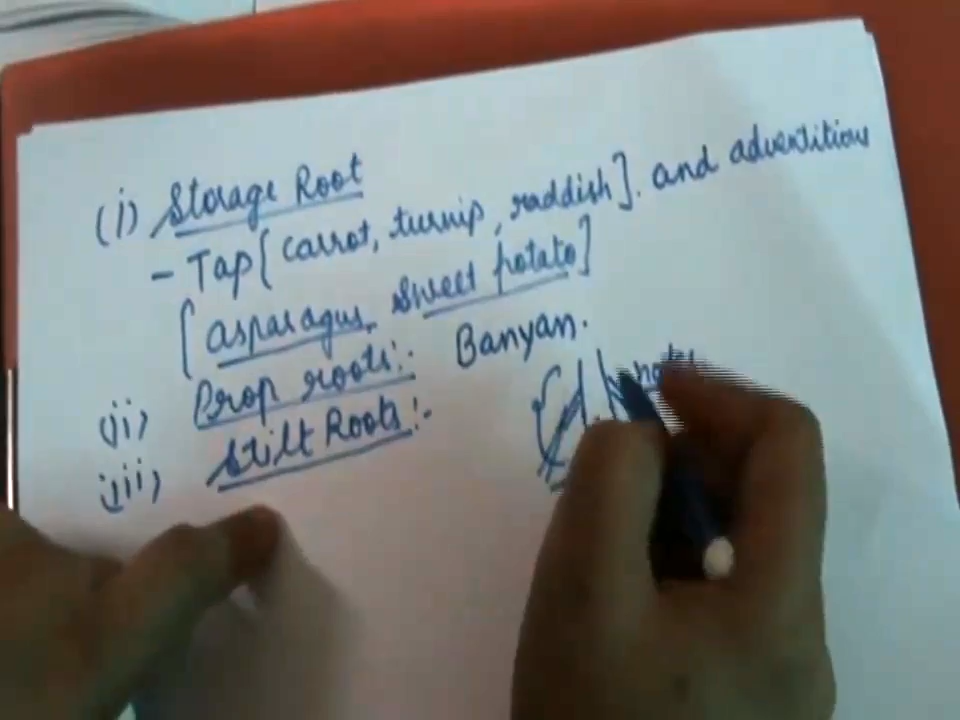 (i) Storage Root
- Tap [carrot, turnip, raddish]. and adventitious
[asparagus, sweet potato]
(ii) Prop roots:- Banyan.
iii) Stilt Roots:-